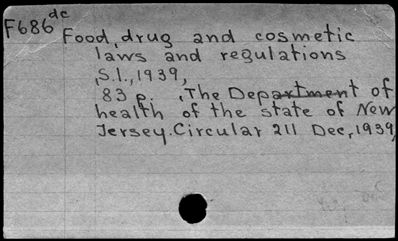 F686 dc
Food, drug and cosmetic
laws and regulations
,S.l.,1939,
83 p. ,The Department of
health of the state of New
Jersey. Circular 211 Dec,1939,